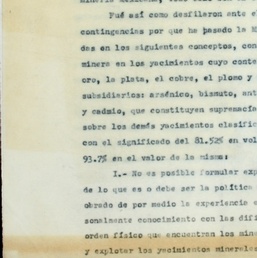 minería mexicana,
Fué así como desfilaron ante el
contingencias por que ha pasado la M
das en los siguientes conceptos, con
minera en los yacimientos cuyo conte
oro, la plata, el cobre, el plomo y
subsidiarios: arsénico, bismuto, ant
y cadmio, que constituyen supremacía
sobre los demás yacimientos clasific
con el significado del 81.52% en vol
93.7% en el valor de la misma:
I.- No es posible formular exp
de lo que es o debe ser la política
obrado de por medio la experiencia e
sonalmente conocimiento con las difi
orden físico que encuentran los mine
y explotar los yacimientos minerales